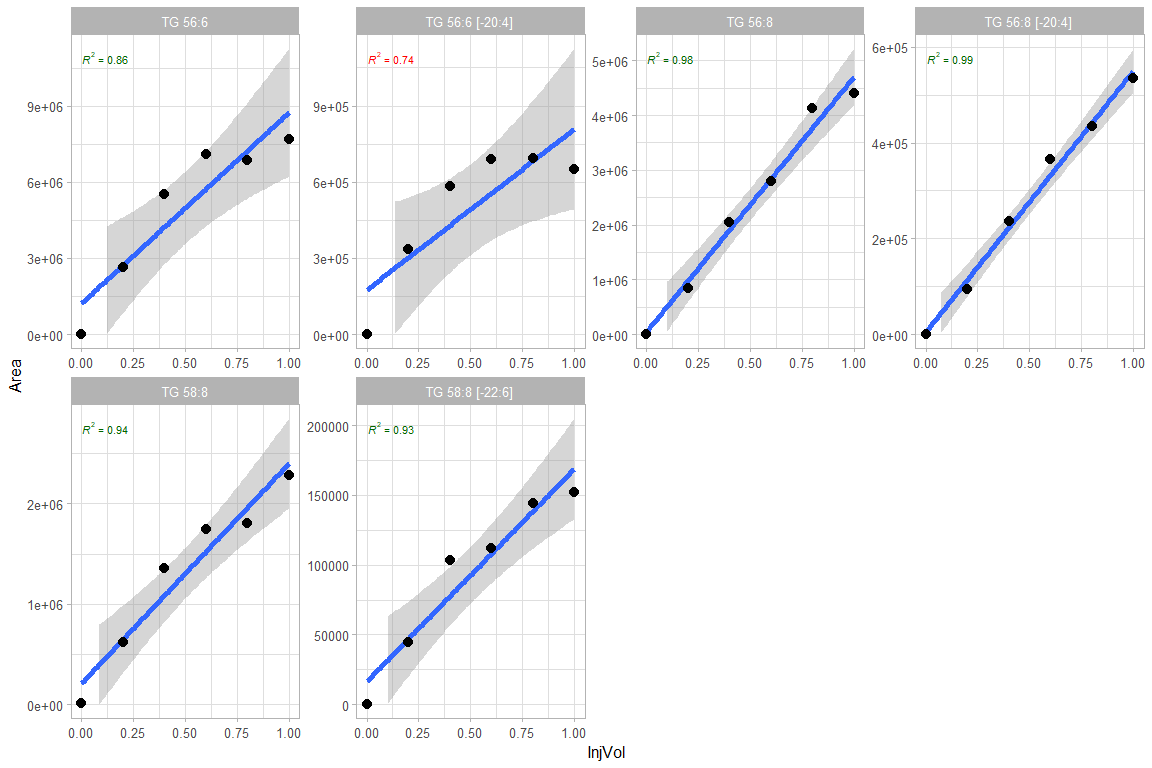 TG 56:6
TG 56:6 [-20:4]
TG 56:8
TG 56:8 [-20:4]
R² = 0.86
R² = 0.74
R² = 0.98
R² = 0.99
9e+06
6e+06
3e+06
0e+00
9e+05
6e+05
3e+05
0e+00
5e+06
4e+06
3e+06
2e+06
1e+06
0e+00
6e+05
4e+05
2e+05
0e+00
0.00 0.25 0.50 0.75 1.00
0.00 0.25 0.50 0.75 1.00
0.00 0.25 0.50 0.75 1.00
0.00 0.25 0.50 0.75 1.00
Area
TG 58:8
TG 58:8 [-22:6]
R² = 0.94
R² = 0.93
2e+06
1e+06
0e+00
200000
150000
100000
50000
0
0.00 0.25 0.50 0.75 1.00
0.00 0.25 0.50 0.75 1.00
InjVol